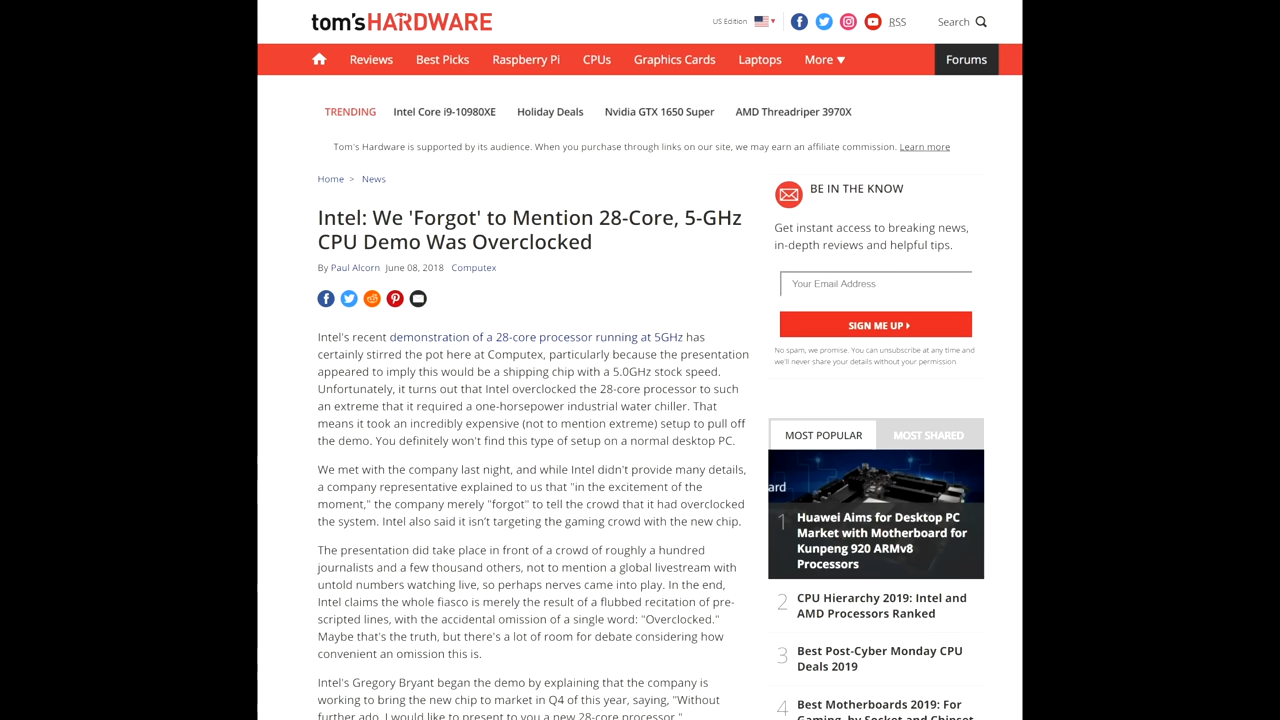 tom'sHARDWARE
US Edition
RSS
Search
Reviews
Best Picks
Raspberry Pi
CPUs
Graphics Cards
Laptops
More
Forums
TRENDING
Intel Core i9-10980XE
Holiday Deals
Nvidia GTX 1650 Super
AMD Threadriper 3970X
Tom's Hardware is supported by its audience. When you purchase through links on our site, we may earn an affiliate commission. Learn more
Home > News
Intel: We 'Forgot' to Mention 28-Core, 5-GHz
CPU Demo Was Overclocked
By Paul Alcorn June 08, 2018 Computex
Intel's recent demonstration of a 28-core processor running at 5GHz has
certainly stirred the pot here at Computex, particularly because the presentation
appeared to imply this would be a shipping chip with a 5.0GHz stock speed.
Unfortunately, it turns out that Intel overclocked the 28-core processor to such
an extreme that it required a one-horsepower industrial water chiller. That
means it took an incredibly expensive (not to mention extreme) setup to pull off
the demo. You definitely won't find this type of setup on a normal desktop PC.
We met with the company last night, and while Intel didn't provide many details,
a company representative explained to us that "in the excitement of the
moment," the company merely "forgot" to tell the crowd that it had overclocked
the system. Intel also said it isn't targeting the gaming crowd with the new chip.
The presentation did take place in front of a crowd of roughly a hundred
journalists and a few thousand others, not to mention a global livestream with
untold numbers watching live, so perhaps nerves came into play. In the end,
Intel claims the whole fiasco is merely the result of a flubbed recitation of pre-
scripted lines, with the accidental omission of a single word: "Overclocked."
Maybe that's the truth, but there's a lot of room for debate considering how
convenient an omission this is.
Intel's Gregory Bryant began the demo by explaining that the company is
working to bring the new chip to market in Q4 of this year, saying, "Without
further ado, I would like to present to you a new 28-core processor."
BE IN THE KNOW
Get instant access to breaking news,
in-depth reviews and helpful tips.
Your Email Address
SIGN ME UP
No spam, we promise. You can unsubscribe at any time and
we'll never share your details without your permission.
MOST POPULAR
MOST SHARED
ard
1
Huawei Aims for Desktop PC
Market with Motherboard for
Kunpeng 920 ARMv8
Processors
2
CPU Hierarchy 2019: Intel and
AMD Processors Ranked
3
Best Post-Cyber Monday CPU
Deals 2019
4
Best Motherboards 2019: For
Gaming, by Socket and Chipset